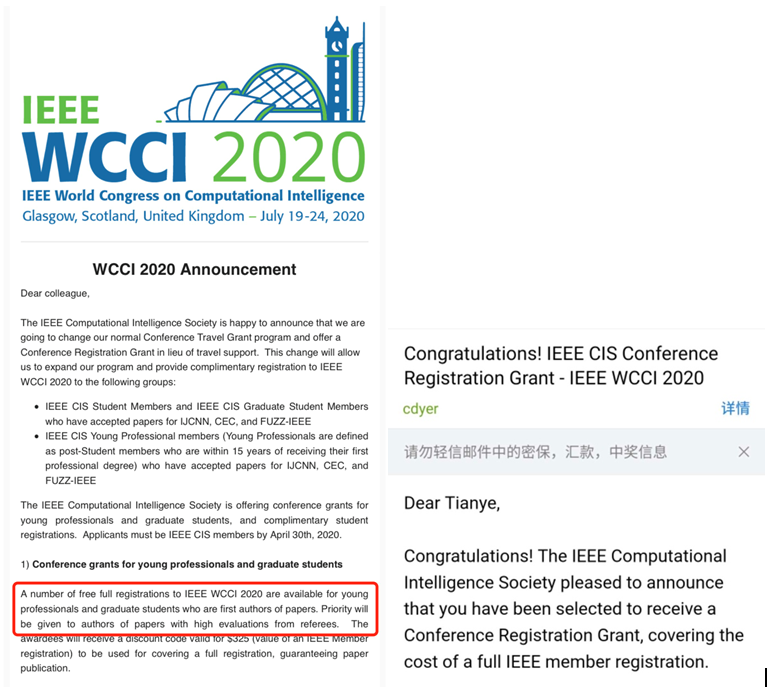 IEEE
WCCI 2020
IEEE World Congress on Computational Intelligence
Glasgow, Scotland, United Kingdom – July 19-24, 2020
WCCI 2020 Announcement
Dear colleague,
The IEEE Computational Intelligence Society is happy to announce that we are
going to change our normal Conference Travel Grant program and offer a
Conference Registration Grant in lieu of travel support. This change will allow
us to expand our program and provide complimentary registration to IEEE
WCCI 2020 to the following groups:
• IEEE CIS Student Members and IEEE CIS Graduate Student Members
who have accepted papers for IJCNN, CEC, and FUZZ-IEEE
• IEEE CIS Young Professional members (Young Professionals are defined
as post-Student members who are within 15 years of receiving their first
professional degree) who have accepted papers for IJCNN, CEC, and
FUZZ-IEEE
The IEEE Computational Intelligence Society is offering conference grants for
young professionals and graduate students, and complimentary student
registrations. Applicants must be IEEE CIS members by April 30th, 2020.
1) Conference grants for young professionals and graduate students
A number of free full registrations to IEEE WCCI 2020 are available for young
professionals and graduate students who are first authors of papers. Priority will
be given to authors of papers with high evaluations from referees. The
awardees will receive a discount code valid for $325 (value of an IEEE Member
registration) to be used for covering a full registration, guaranteeing paper
publication.
Congratulations! IEEE CIS Conference
Registration Grant - IEEE WCCI 2020
cdyer 详情
请勿轻信邮件中的密保，汇款，中奖信息 ×
Dear Tianye,
Congratulations! The IEEE Computational
Intelligence Society pleased to announce
that you have been selected to receive a
Conference Registration Grant, covering the
cost of a full IEEE member registration.